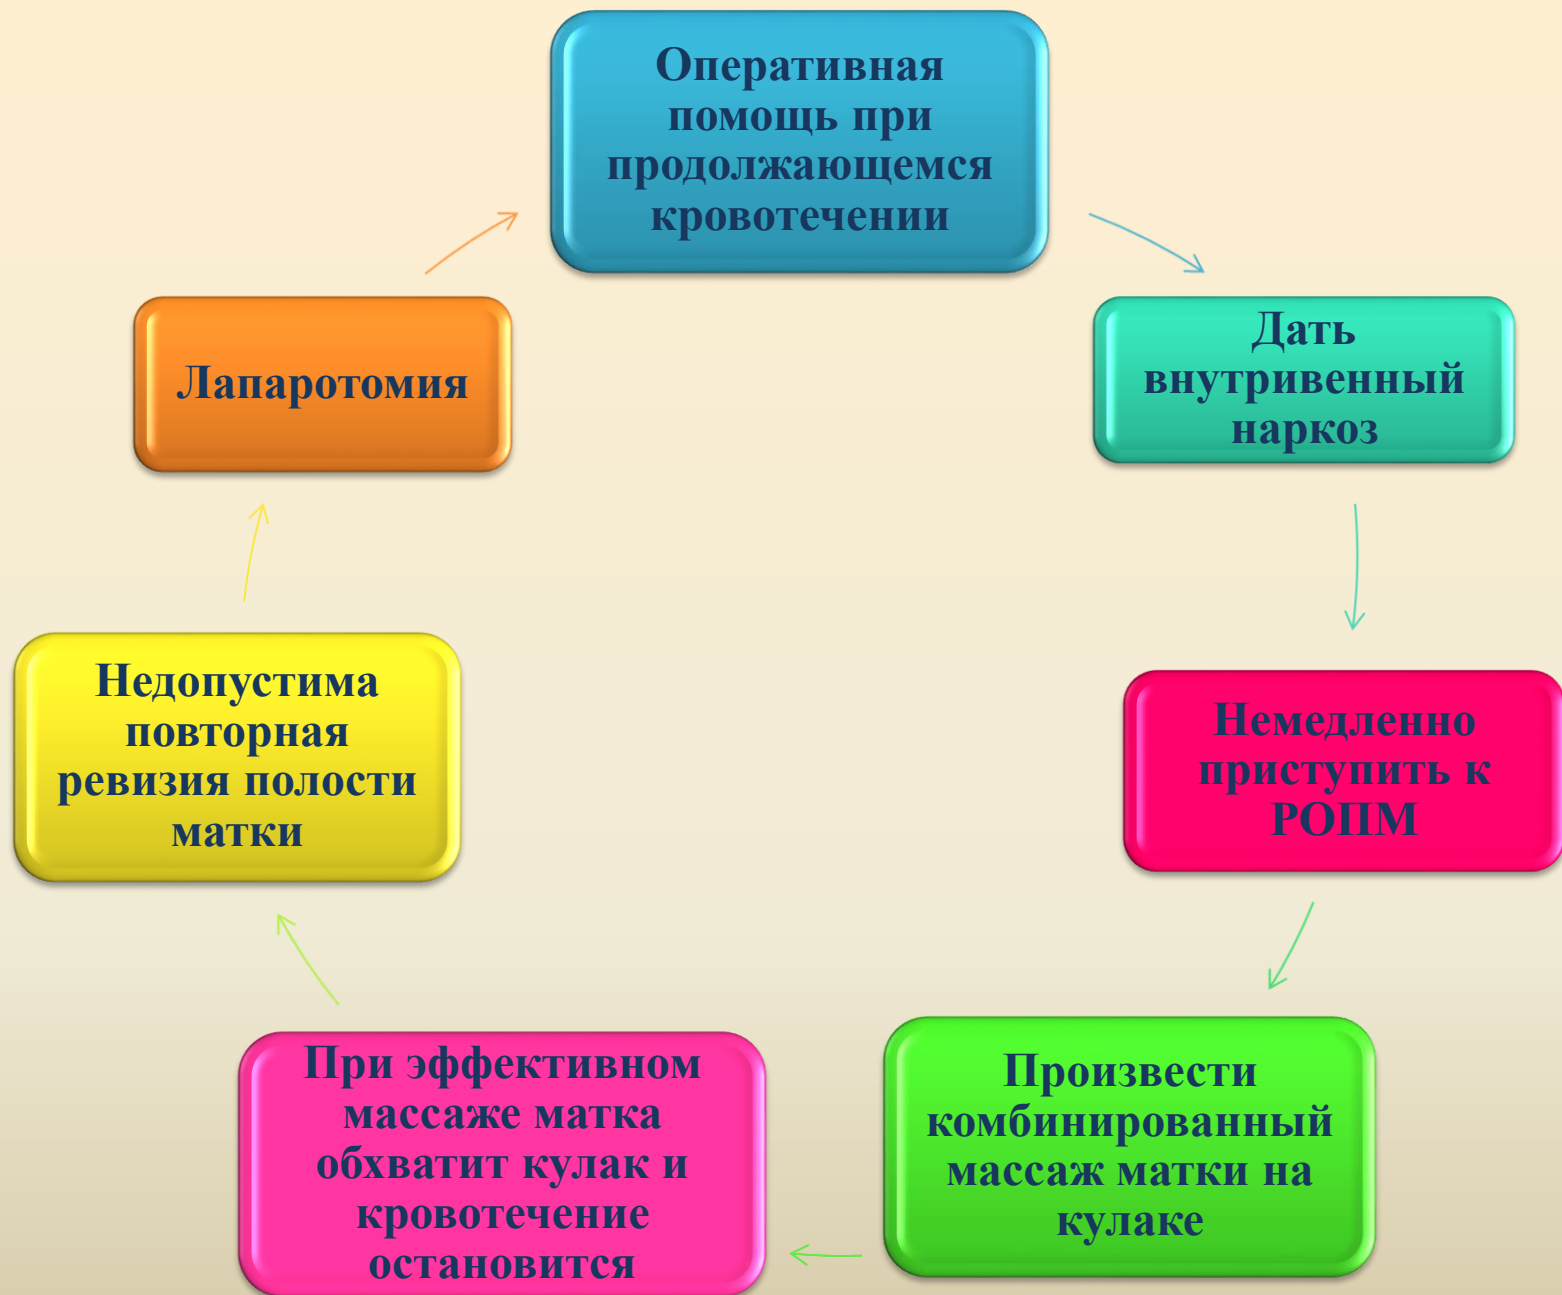 Оперативная
помощь при
продолжающемся
кровотечении
Дать
внутривенный
наркоз
Немедленно
приступить к
РОПМ
Произвести
комбинированный
массаж матки на
кулаке
При эффективном
массаже матка
обхватит кулак и
кровотечение
остановится
Недопустима
повторная
ревизия полости
матки
Лапаротомия